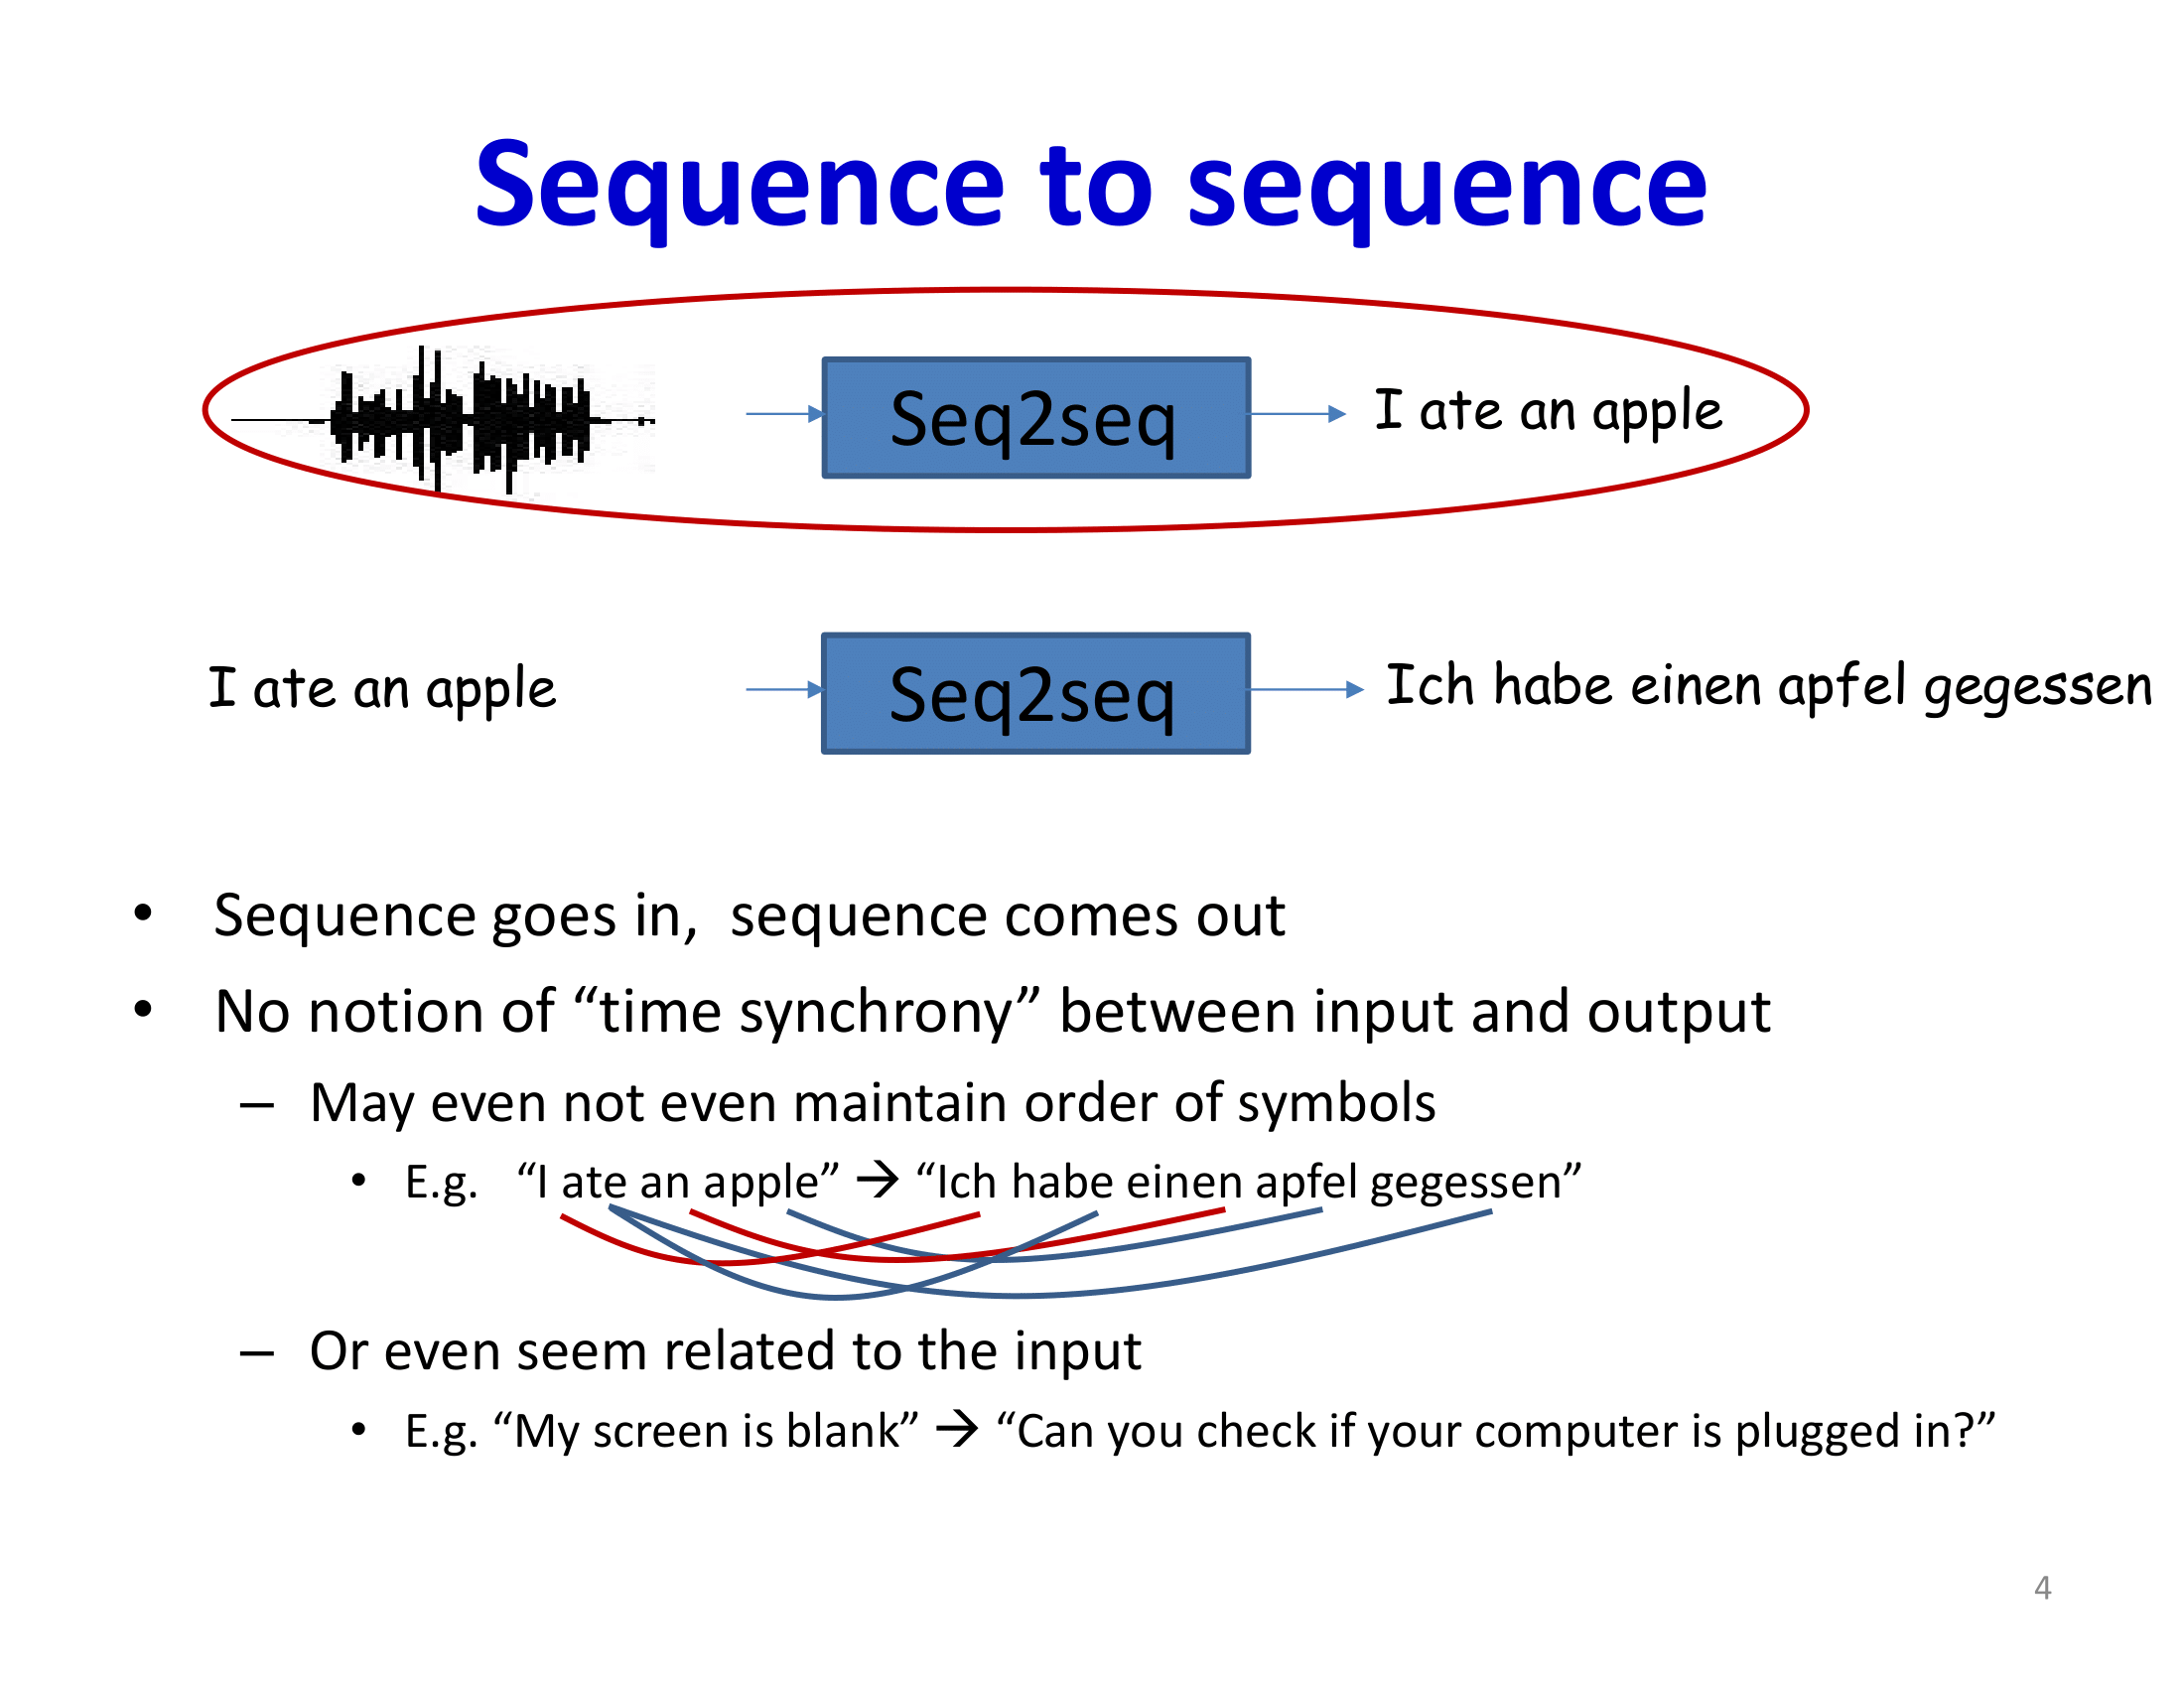 Sequence to sequence
Seq2seq
I ate an apple
I ate an apple
Seq2seq
Ich habe einen apfel gegessen
• Sequence goes in, sequence comes out
• No notion of “time synchrony” between input and output
– May even not even maintain order of symbols
• E.g. “I ate an apple” → “Ich habe einen apfel gegessen”
– Or even seem related to the input
• E.g. “My screen is blank” → “Can you check if your computer is plugged in?”
4